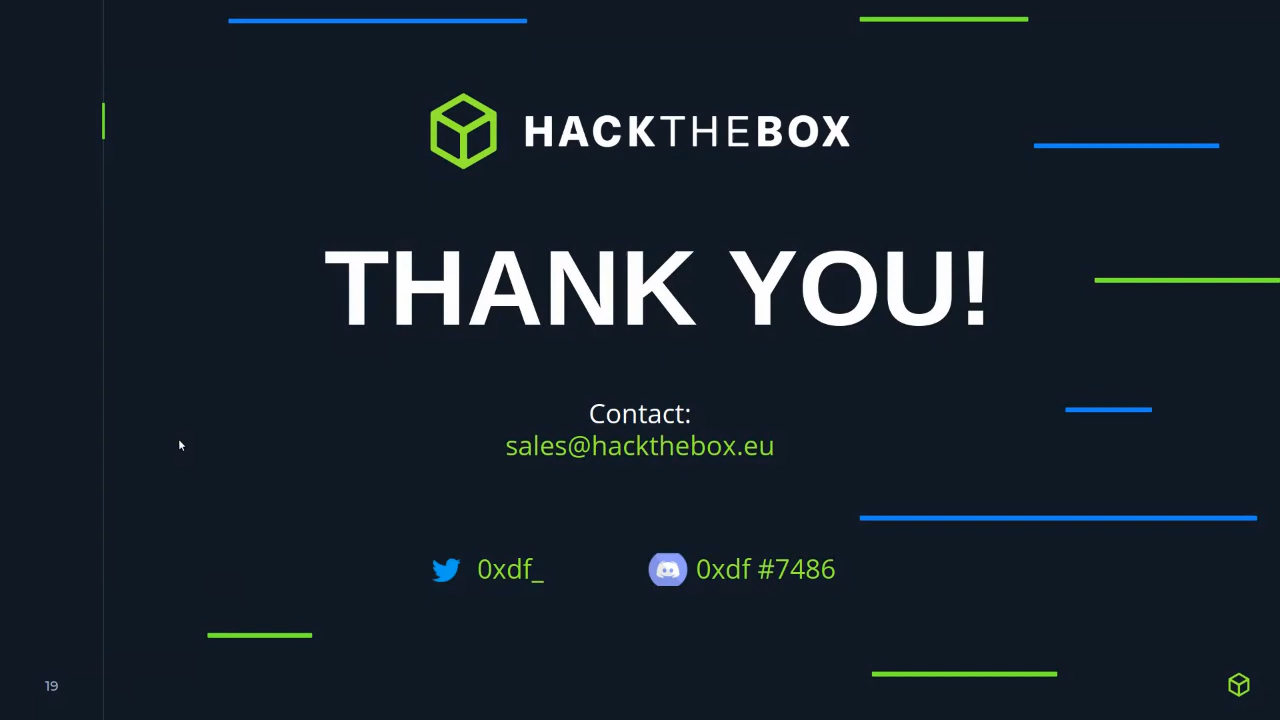 HACKTHEBOX
THANK YOU!
Contact:
sales@hackthebox.eu
0xdf_
0xdf #7486
19